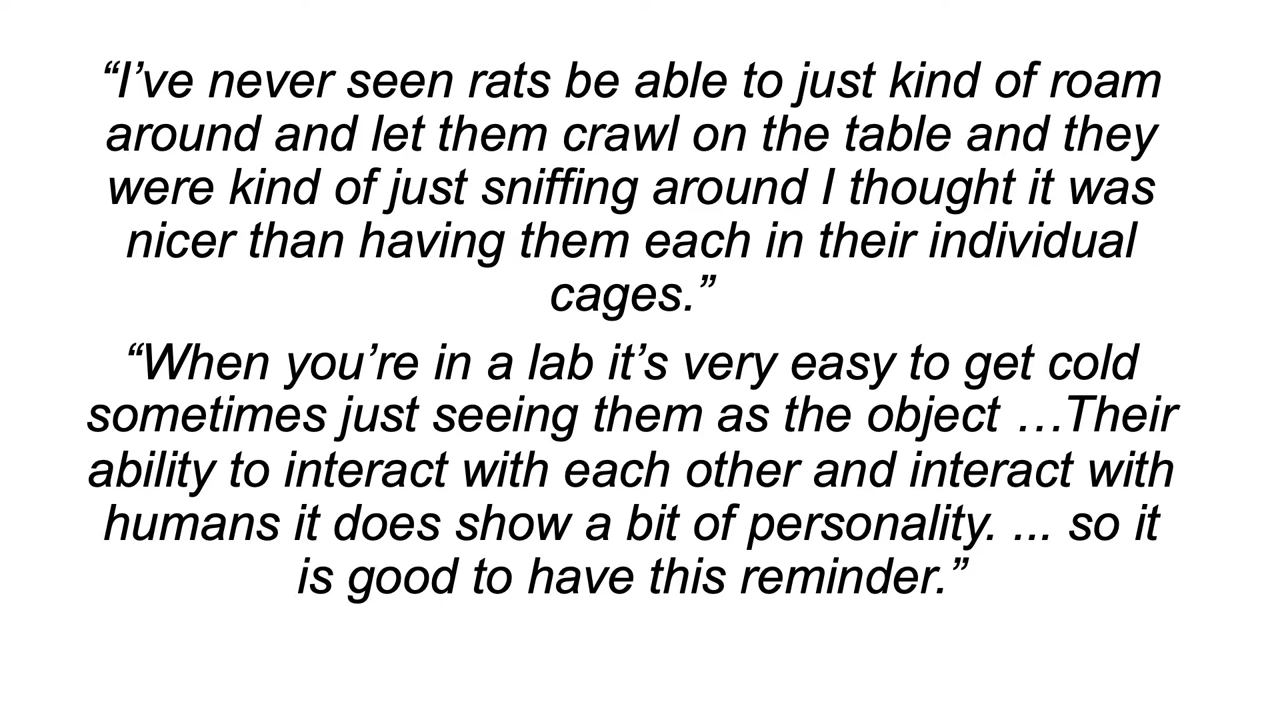 “I’ve never seen rats be able to just kind of roam
around and let them crawl on the table and they
were kind of just sniffing around I thought it was
nicer than having them each in their individual
cages.”
“When you’re in a lab it’s very easy to get cold
sometimes just seeing them as the object …Their
ability to interact with each other and interact with
humans it does show a bit of personality. ... so it
is good to have this reminder.”